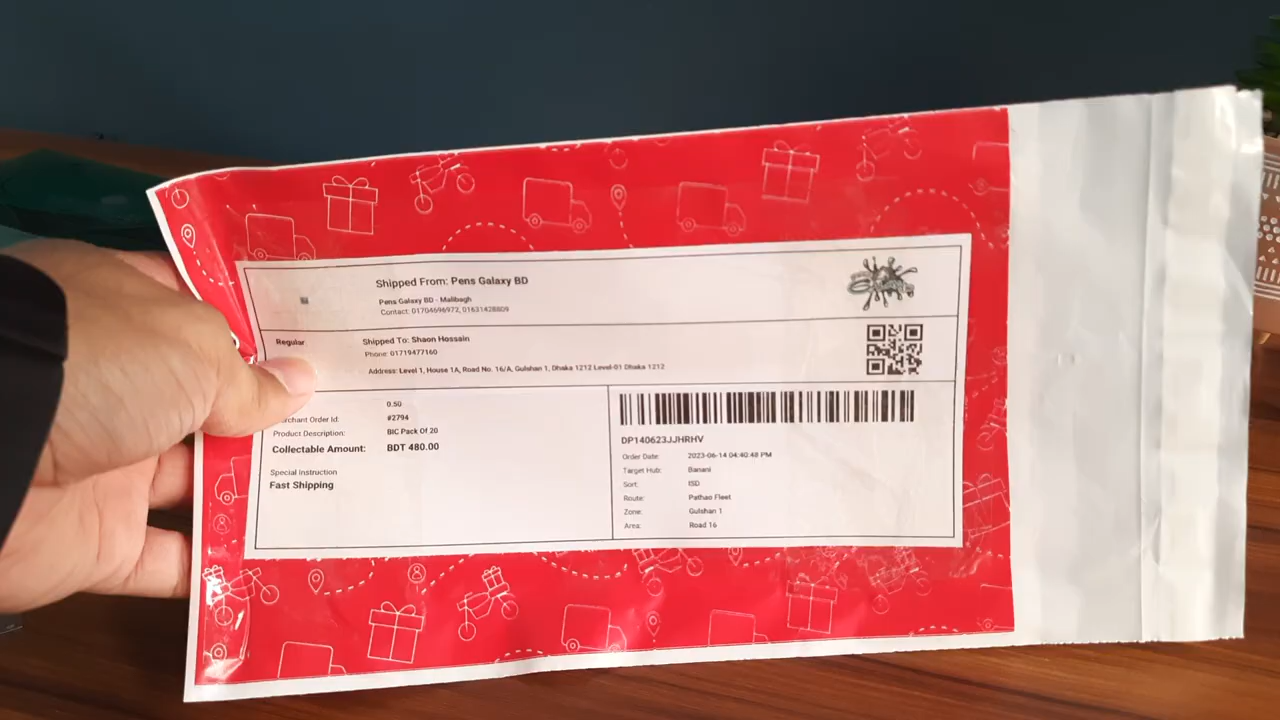 Shipped From: Pens Galaxy BD
Pens Galaxy BD - Malibagh
Contact: 01704696972, 01631428809
Regular
Shipped To: Shaon Hossain
Phone: 01719477160
Address: Level 1, House 1A, Road No. 16/A, Gulshan 1, Dhaka 1212 Level-01 Dhaka 1212
0.50
Order Id: #2794
Product Description: BIC Pack Of 20
Collectable Amount: BDT 480.00
Special Instruction
Fast Shipping
DP140623JJHRHV
Order Date: 2023-06-14 04:40:48 PM
Target Hub: Banani
Sort: ISD
Route: Pathao Fleet
Zone: Gulshan 1
Area: Road 16